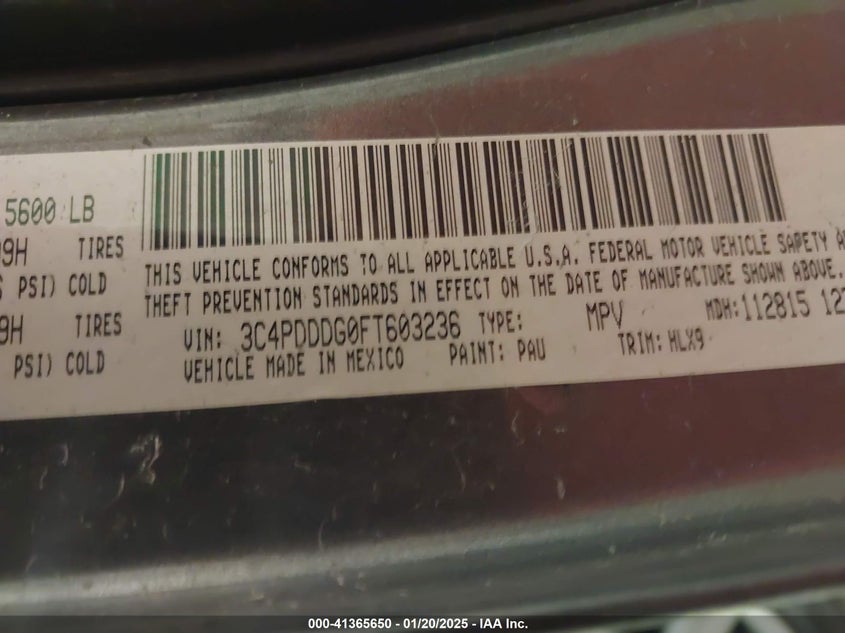 5600 LB
09H TIRES
PSI) COLD
9H TIRES
PSI) COLD
THIS VEHICLE CONFORMS TO ALL APPLICABLE U.S.A. FEDERAL MOTOR VEHICLE SAFETY
THEFT PREVENTION STANDARDS IN EFFECT ON THE DATE OF MANUFACTURE SHOWN ABOVE.
VIN: 3C4PDDDG0FT603236 TYPE: MPV MDH: 112815 12
VEHICLE MADE IN MEXICO PAINT: PAU TRIM: HLX9
000-41365650 - 01/20/2025 - IAA Inc.